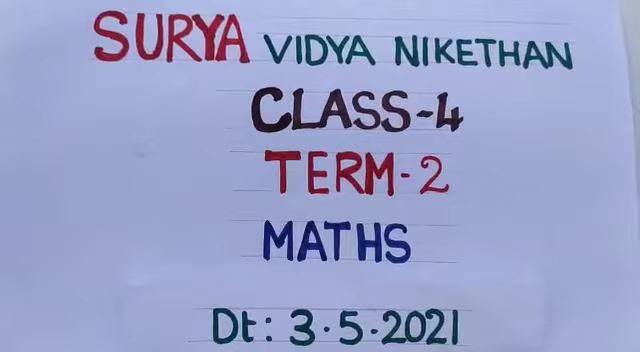 SURYA VIDYA NIKETHAN
CLASS-4
TERM-2
MATHS
Dt: 3.5.2021